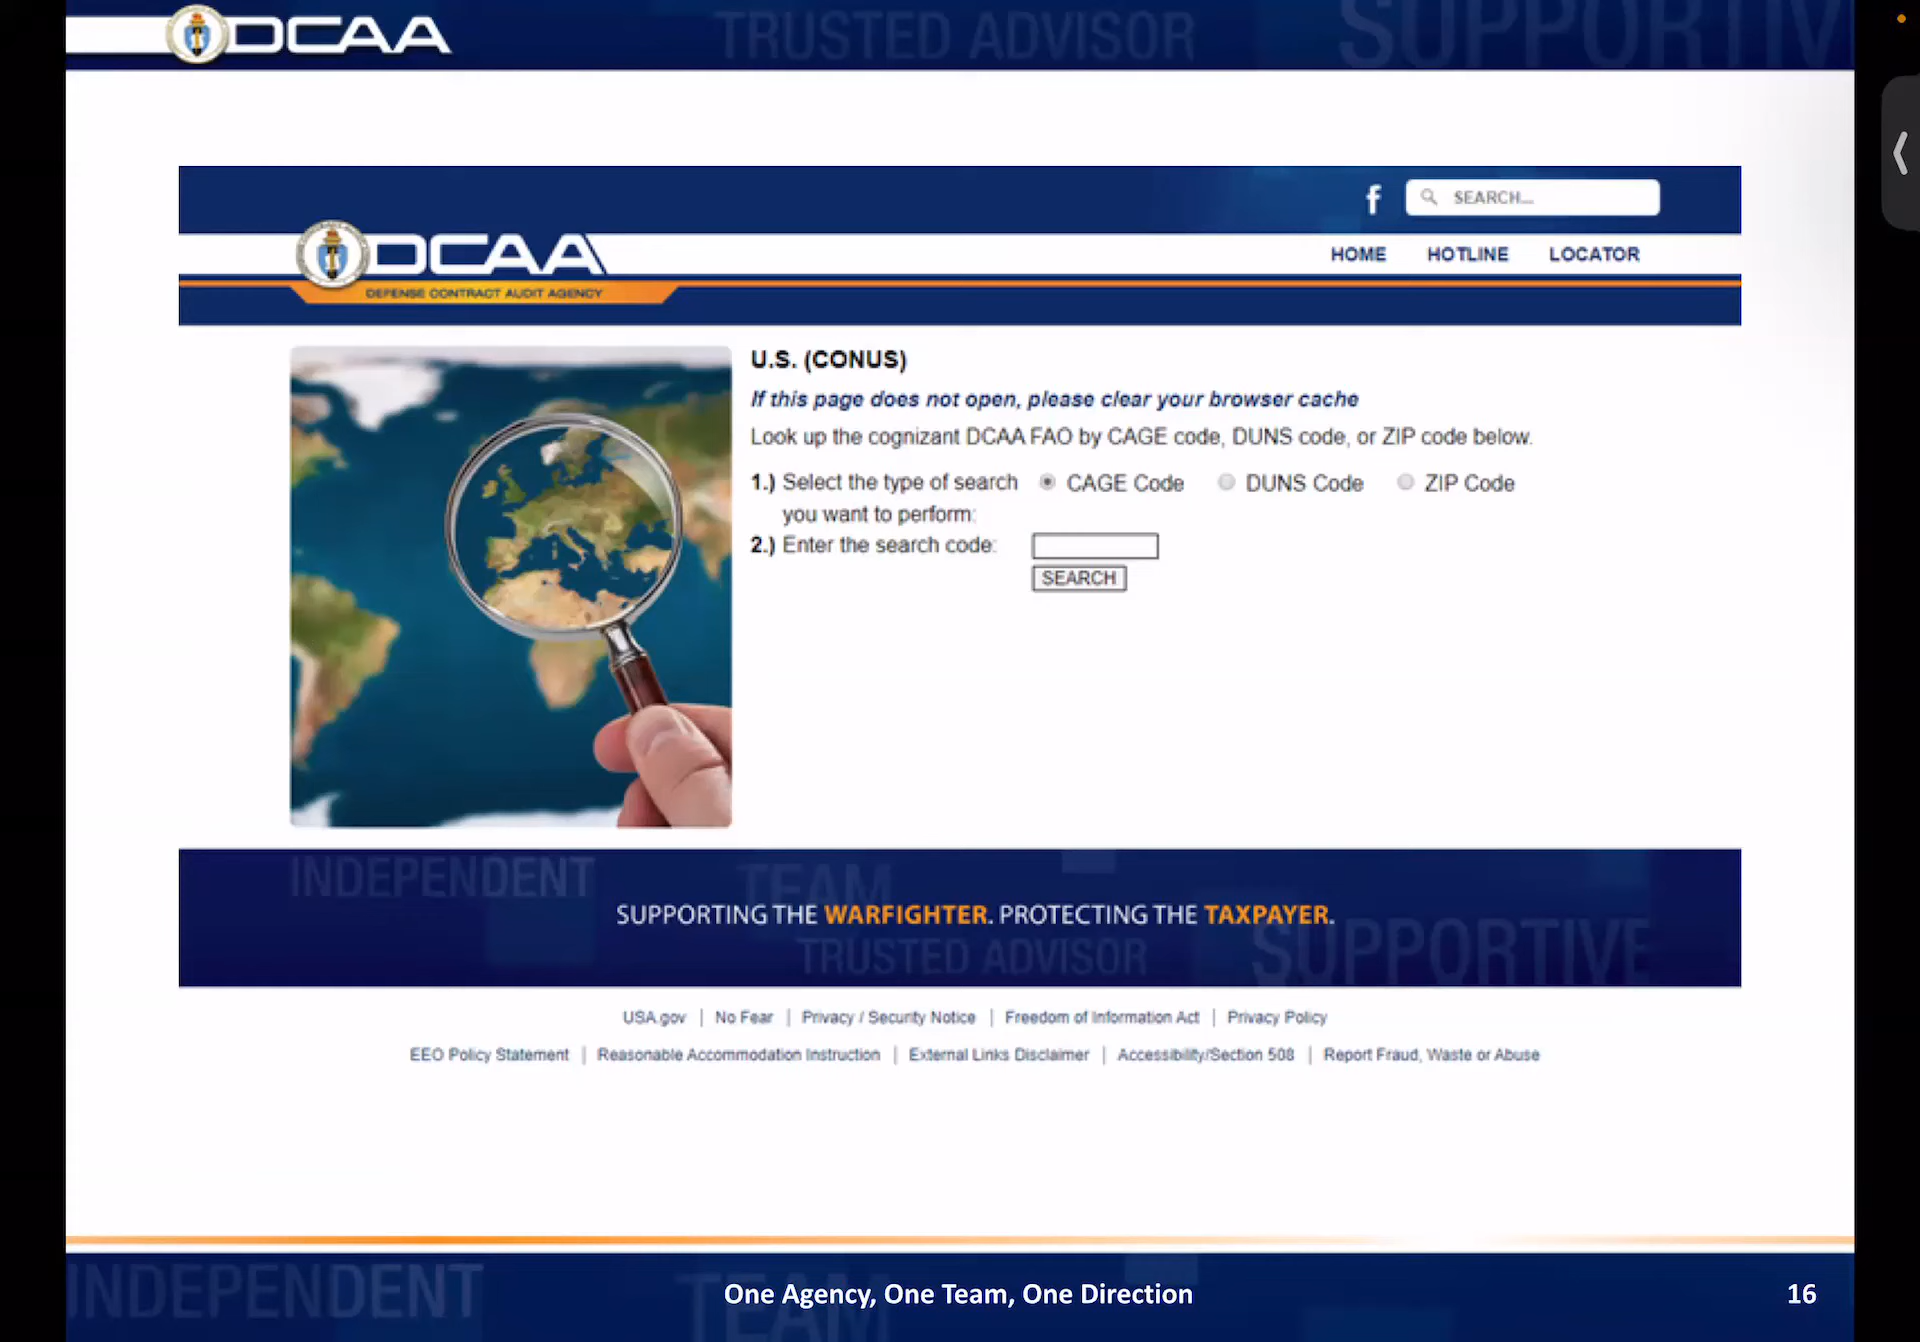 DCAA
TRUSTED ADVISOR
SUPPORTIV
SEARCH...
DCAA
HOME HOTLINE LOCATOR
DEFENSE CONTRACT AUDIT AGENCY
U.S. (CONUS)
If this page does not open, please clear your browser cache
Look up the cognizant DCAA FAO by CAGE code, DUNS code, or ZIP code below.
1.) Select the type of search CAGE Code DUNS Code ZIP Code
you want to perform:
2.) Enter the search code:
SEARCH
INDEPENDENT
TEAM
SUPPORTING THE WARFIGHTER. PROTECTING THE TAXPAYER.
TRUSTED ADVISOR
SUPPORTIVE
USA.gov | No Fear | Privacy / Security Notice | Freedom of Information Act | Privacy Policy
EEO Policy Statement | Reasonable Accommodation Instruction | External Links Disclaimer | Accessibility/Section 508 | Report Fraud, Waste or Abuse
INDEPENDENT
TEAM
One Agency, One Team, One Direction
16